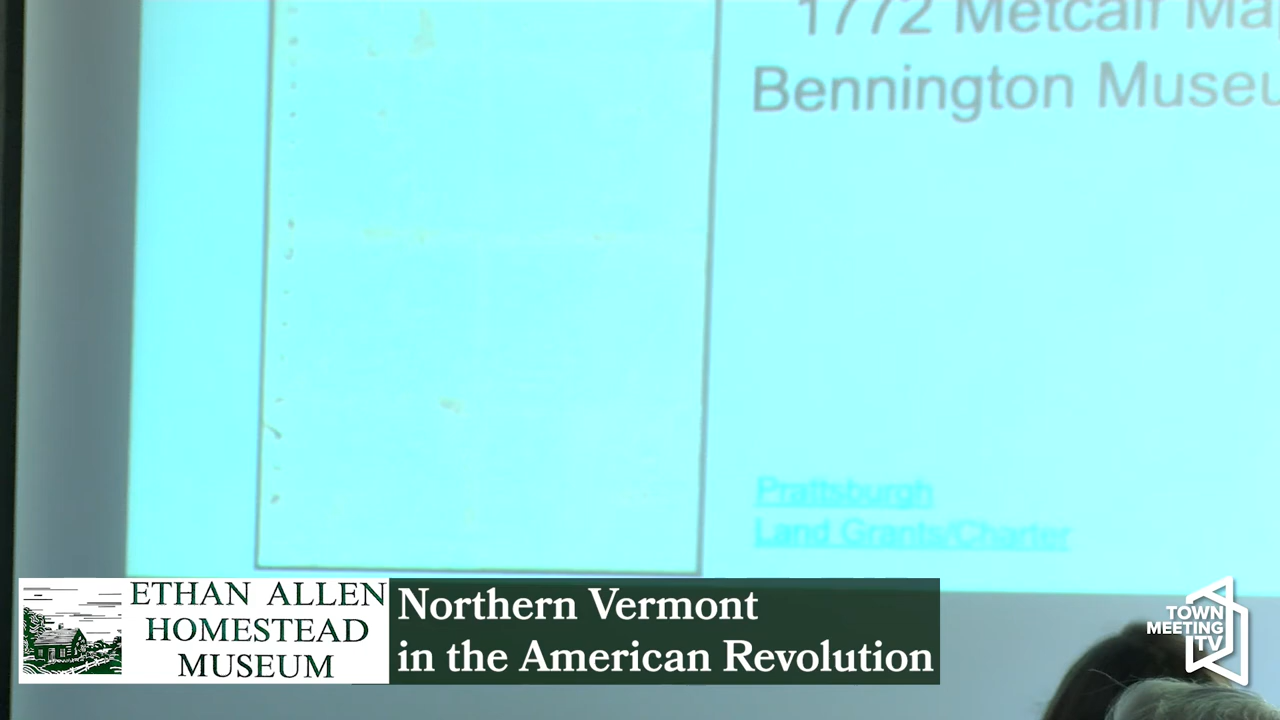 1772 Metcalf Map
Bennington Museu
Prattsburgh
Land Grants/Charter
ETHAN ALLEN
HOMESTEAD
MUSEUM
Northern Vermont
in the American Revolution
TOWN
MEETING
TV